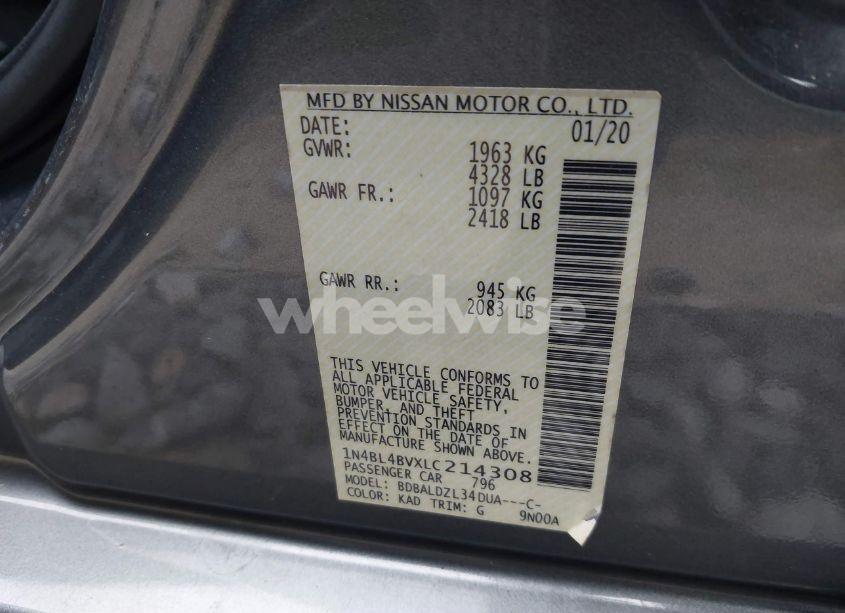 MFD BY NISSAN MOTOR CO., LTD.
DATE: 01/20
GVWR: 1963 KG
4328 LB
GAWR FR.: 1097 KG
2418 LB
GAWR RR.: 945 KG
2083 LB
wheelwise
THIS VEHICLE CONFORMS TO
ALL APPLICABLE FEDERAL
MOTOR VEHICLE SAFETY,
BUMPER, AND THEFT
PREVENTION STANDARDS IN
EFFECT ON THE DATE OF
MANUFACTURE SHOWN ABOVE.
1N4BL4BVXLC214308
PASSENGER CAR 796
MODEL: BDBALDZL34DUA---C-
COLOR: KAD TRIM: G 9N00A